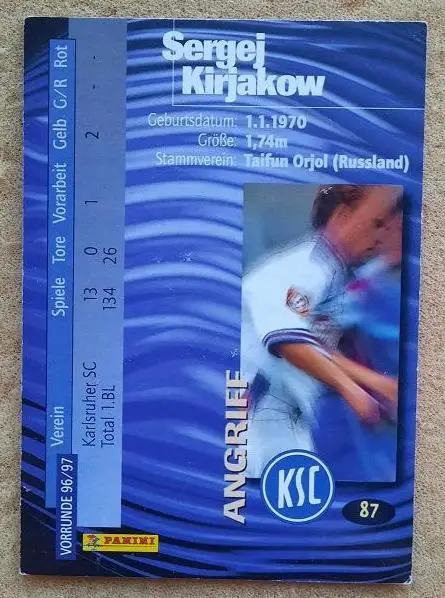 Sergej
Kirjakow
Geburtsdatum: 1.1.1970
Größe: 1,74m
Stammverein: Taifun Orjol (Russland)
VORRUNDE 96/97
Verein Spiele Tore Vorarbeit Gelb G/R Rot
Karlsruher SC 13 0 1 2 - -
Total 1.BL 134 26
ANGRIFF
KSC
87
PANINI